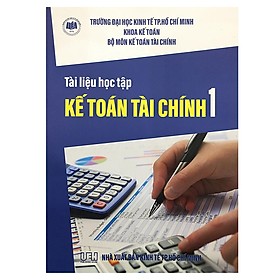 UEH
TRƯỜNG ĐẠI HỌC KINH TẾ TP.HỒ CHÍ MINH
KHOA KẾ TOÁN
BỘ MÔN KẾ TOÁN TÀI CHÍNH
Tài liệu học tập
KẾ TOÁN TÀI CHÍNH 1
NHÀ XUẤT BẢN KINH TẾ TP.HỒ CHÍ MINH